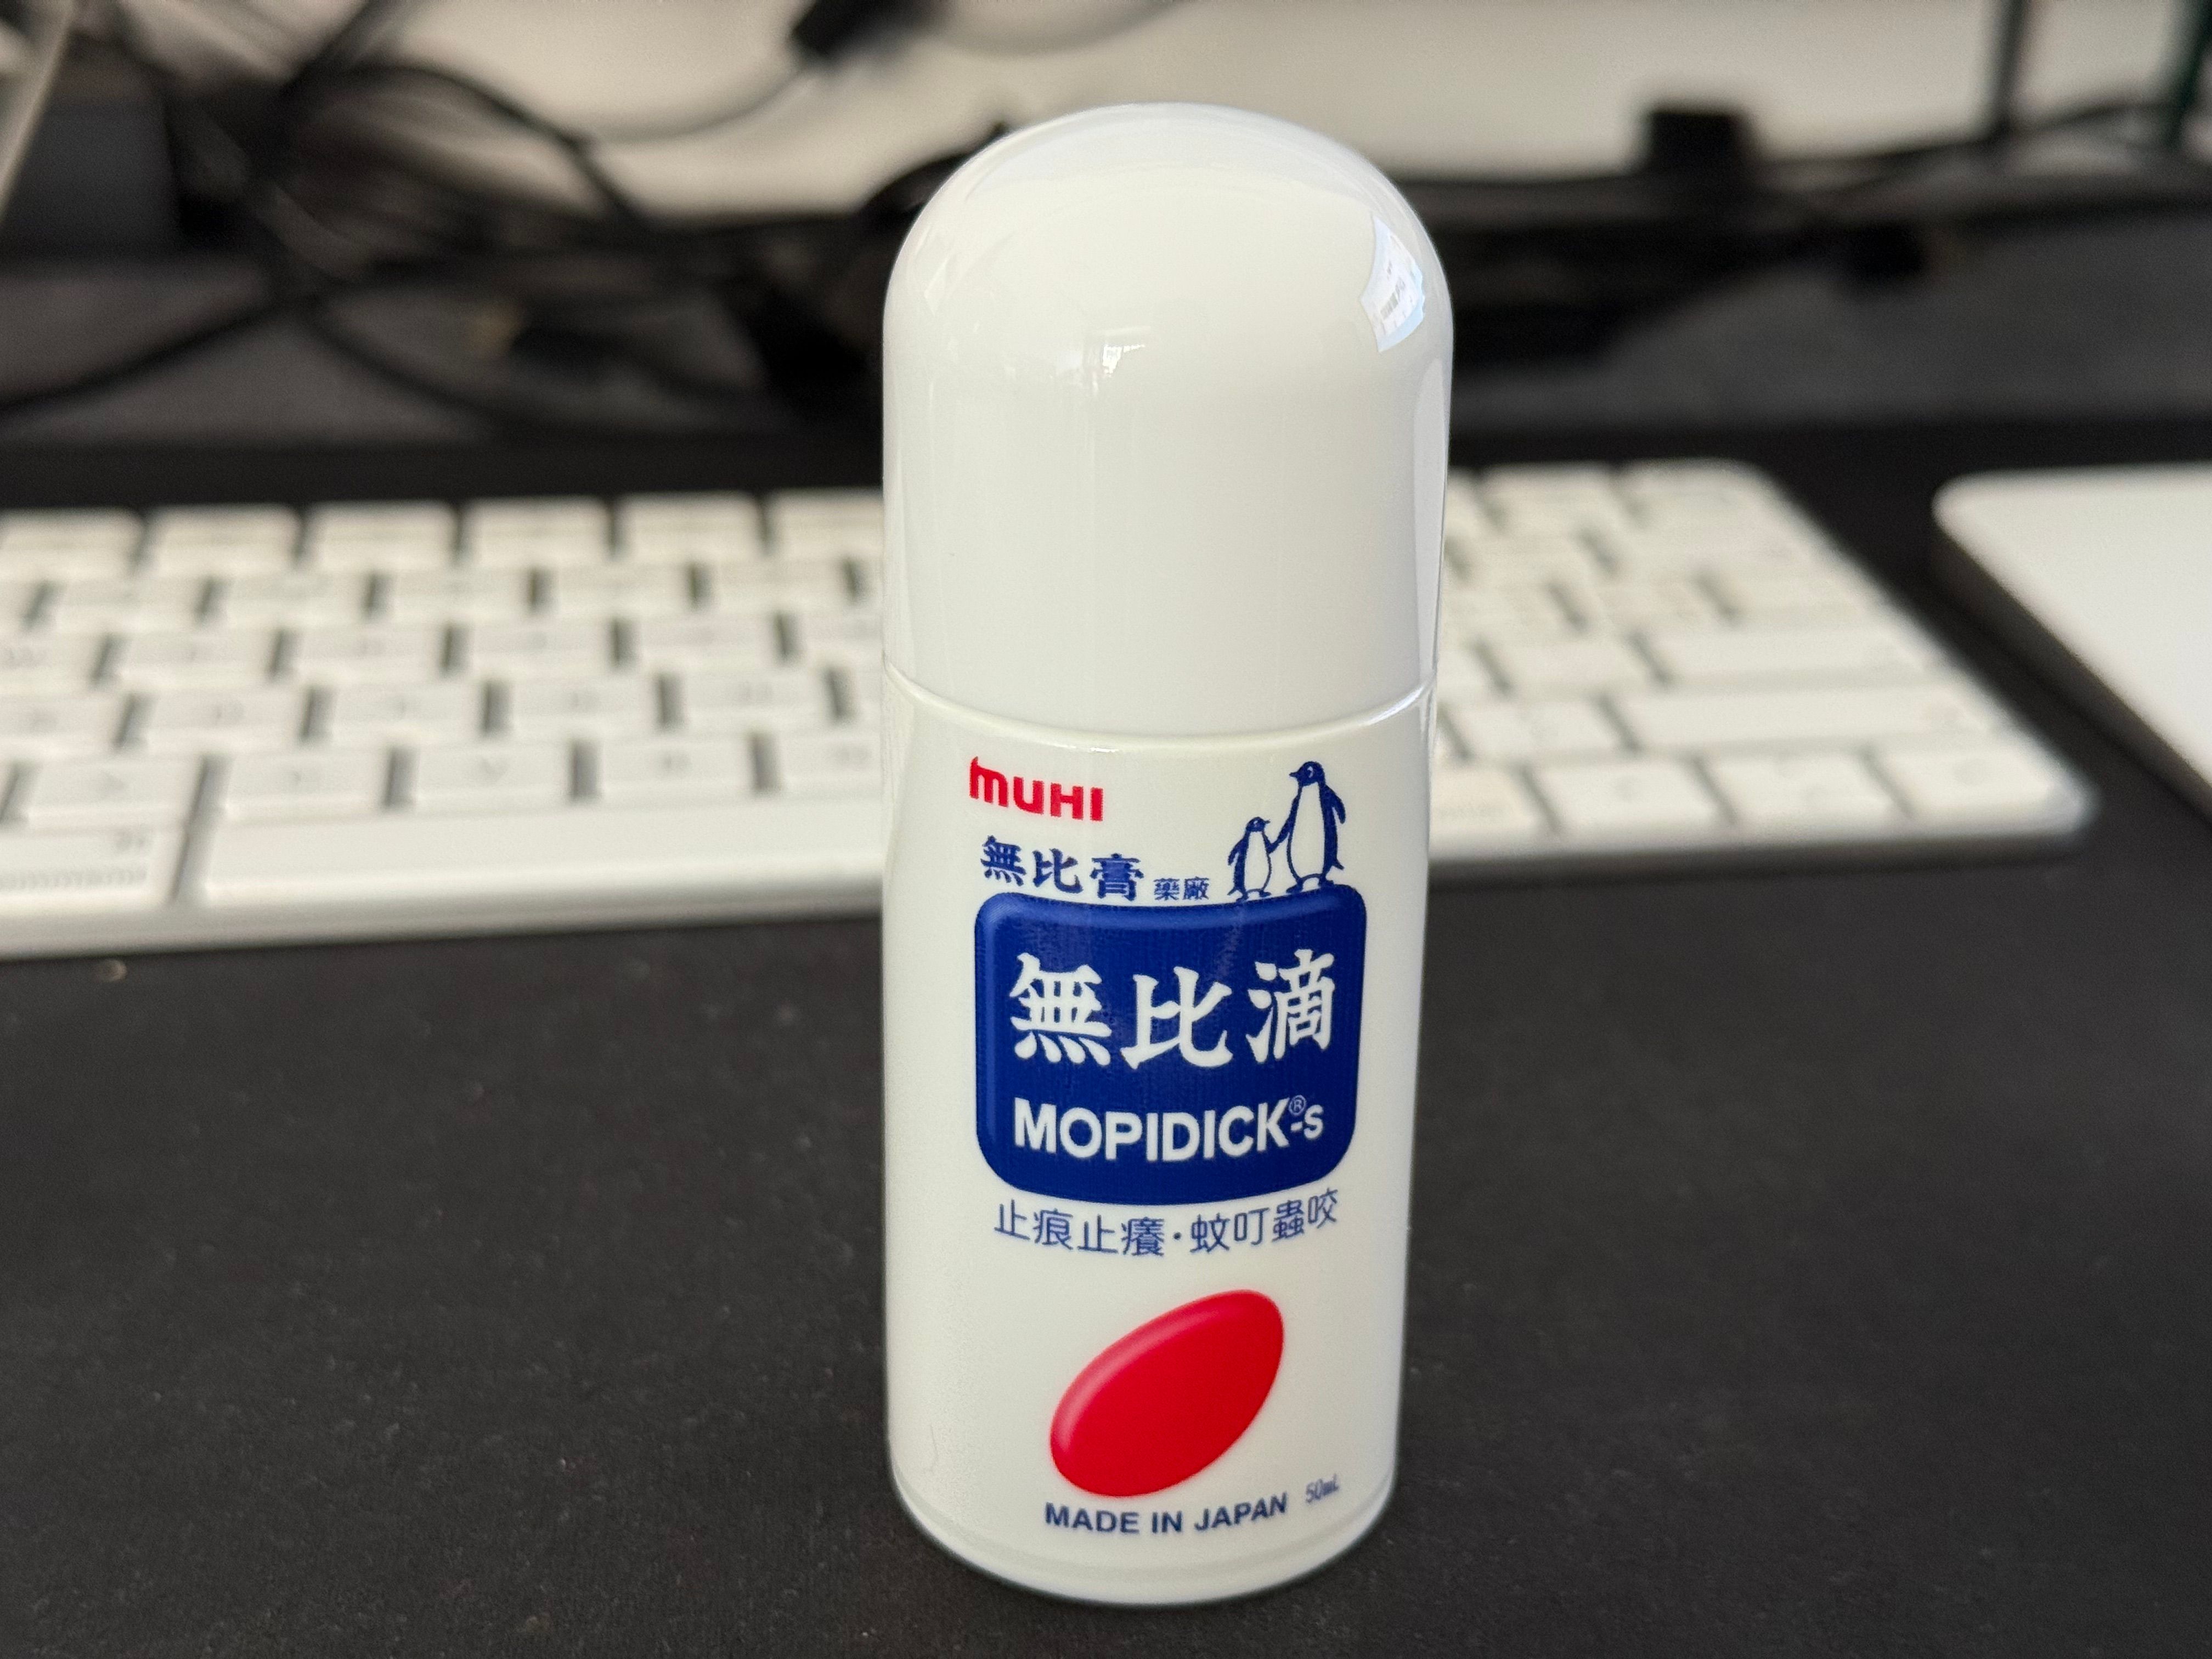 MUHI
無比膏 藥廠
無比滴
MOPIDICK®-s
止痕止癢·蚊叮蟲咬
MADE IN JAPAN 50mL